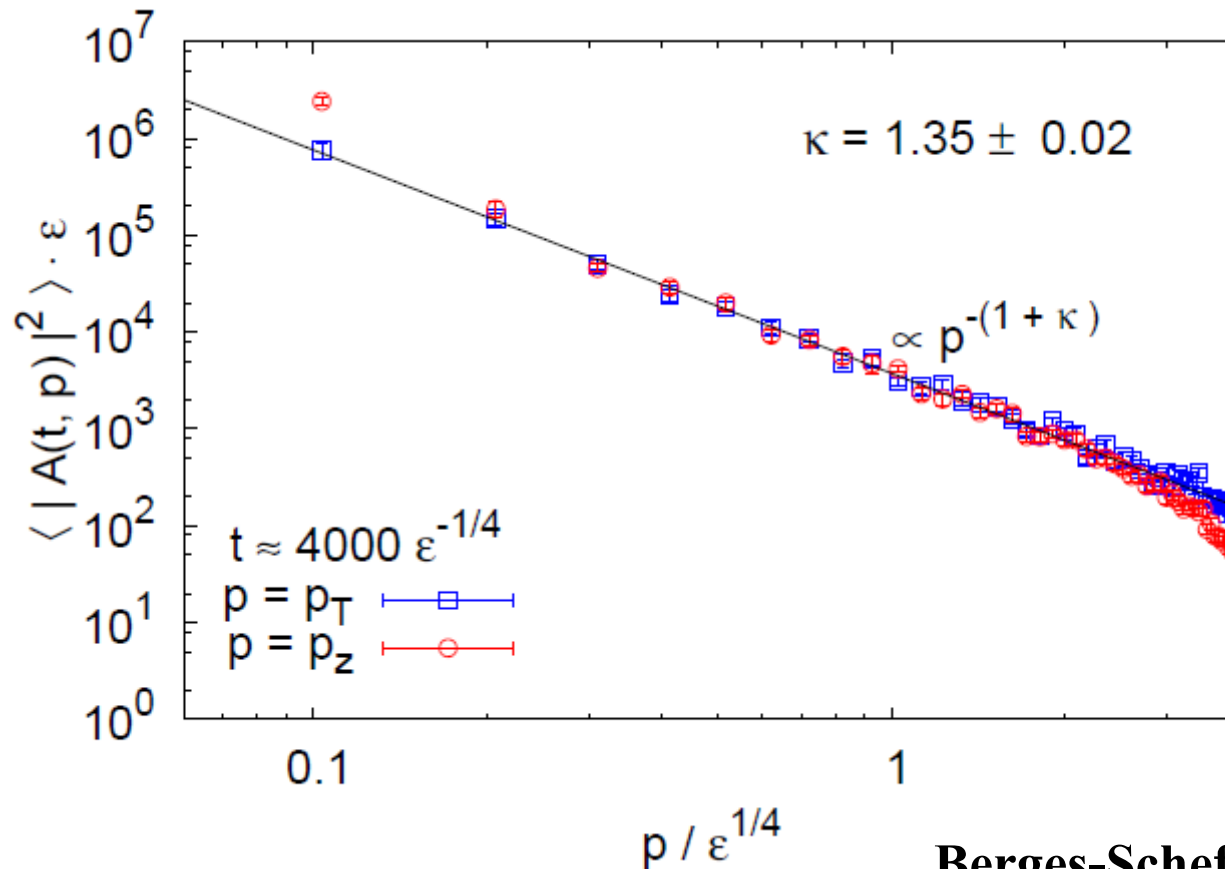 10^7
10^6
10^5
10^4
10^3
10^2
10^1
10^0
⟨ | A(t, p) |^2 ⟩ · ε
κ = 1.35 ± 0.02
∝ p^-(1 + κ )
t ≈ 4000 ε^-1/4
p = p_T
p = p_z
0.1 1
p / ε^1/4